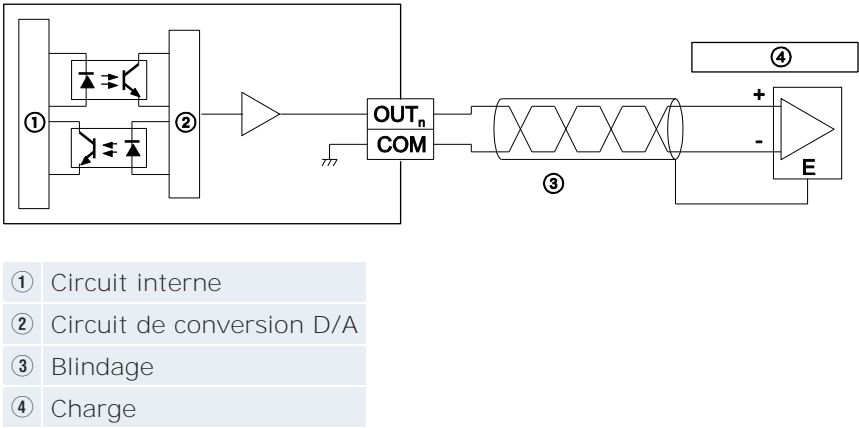 ④
+
①
②
OUTn
COM
-
E
③
① Circuit interne
② Circuit de conversion D/A
③ Blindage
④ Charge